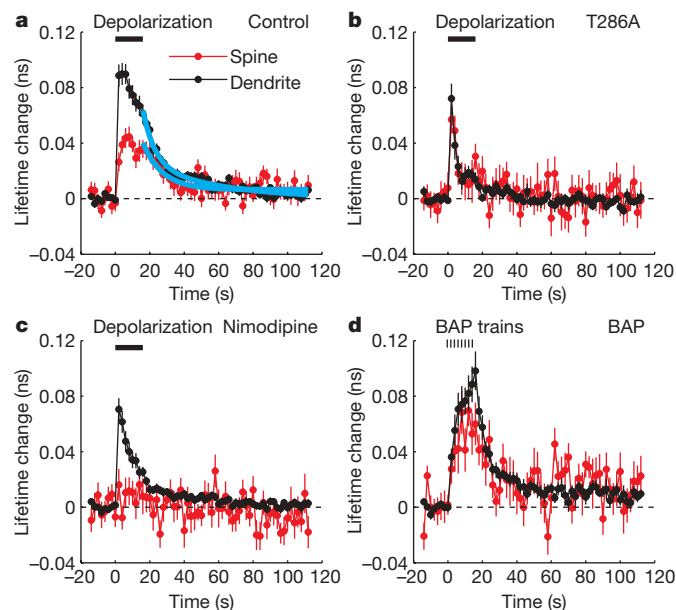 a Depolarization Control
Spine
Dendrite
Lifetime change (ns)
0.12
0.08
0.04
0
–0.04
–20 0 20 40 60 80 100 120
Time (s)
b Depolarization T286A
Lifetime change (ns)
0.12
0.08
0.04
0
–0.04
–20 0 20 40 60 80 100 120
Time (s)
c Depolarization Nimodipine
Lifetime change (ns)
0.12
0.08
0.04
0
–0.04
–20 0 20 40 60 80 100 120
Time (s)
d BAP trains BAP
Lifetime change (ns)
0.12
0.08
0.04
0
–0.04
–20 0 20 40 60 80 100 120
Time (s)